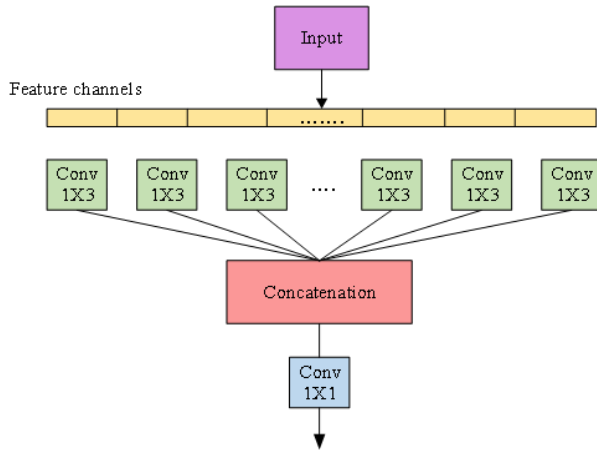 Input
Feature channels
.......
Conv Conv Conv Conv Conv Conv
1X3 1X3 1X3 .... 1X3 1X3 1X3
Concatenation
Conv
1X1